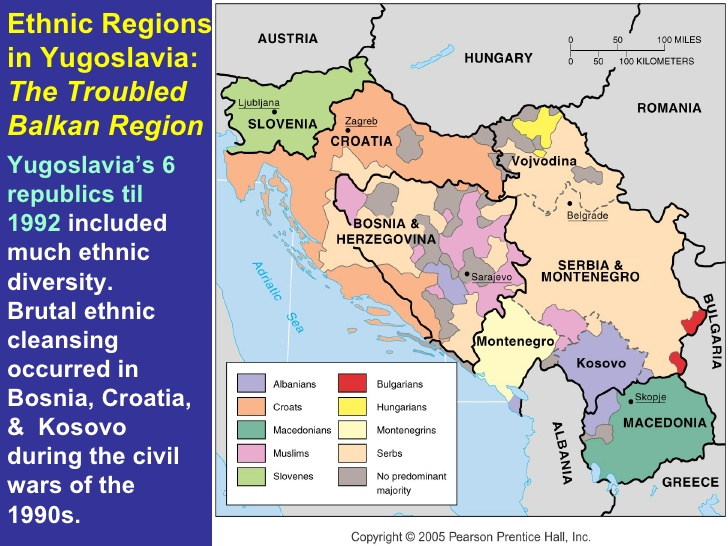 Ethnic Regions
in Yugoslavia:
The Troubled
Balkan Region
Yugoslavia's 6
republics til
1992 included
much ethnic
diversity.
Brutal ethnic
cleansing
occurred in
Bosnia, Croatia,
& Kosovo
during the civil
wars of the
1990s.
AUSTRIA
HUNGARY
0 50 100 MILES
0 50 100 KILOMETERS
ROMANIA
Ljubljana
SLOVENIA
Zagreb
CROATIA
Vojvodina
Belgrade
BOSNIA &
HERZEGOVINA
Sarajevo
SERBIA &
MONTENEGRO
Adriatic Sea
BULGARIA
Montenegro
Kosovo
Skopje
MACEDONIA
ALBANIA
GREECE
Albanians
Croats
Macedonians
Muslims
Slovenes
Bulgarians
Hungarians
Montenegrins
Serbs
No predominant
majority
Copyright © 2005 Pearson Prentice Hall, Inc.